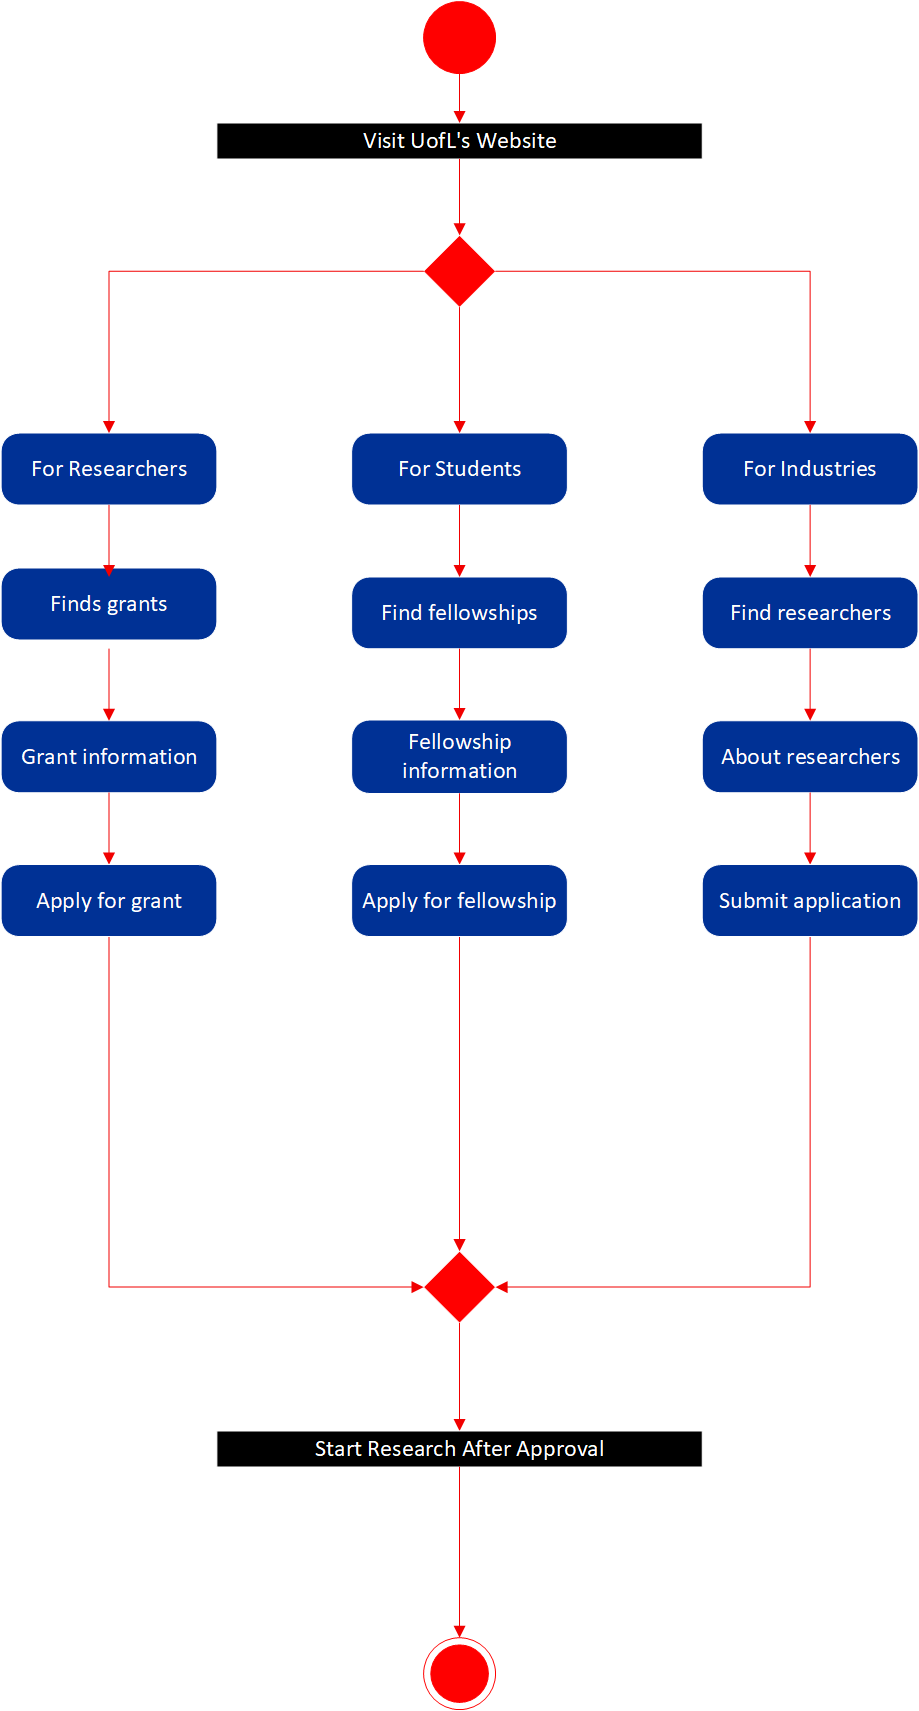 Visit UofL's Website
For Researchers
For Students
For Industries
Finds grants
Find fellowships
Find researchers
Grant information
Fellowship
information
About researchers
Apply for grant
Apply for fellowship
Submit application
Start Research After Approval